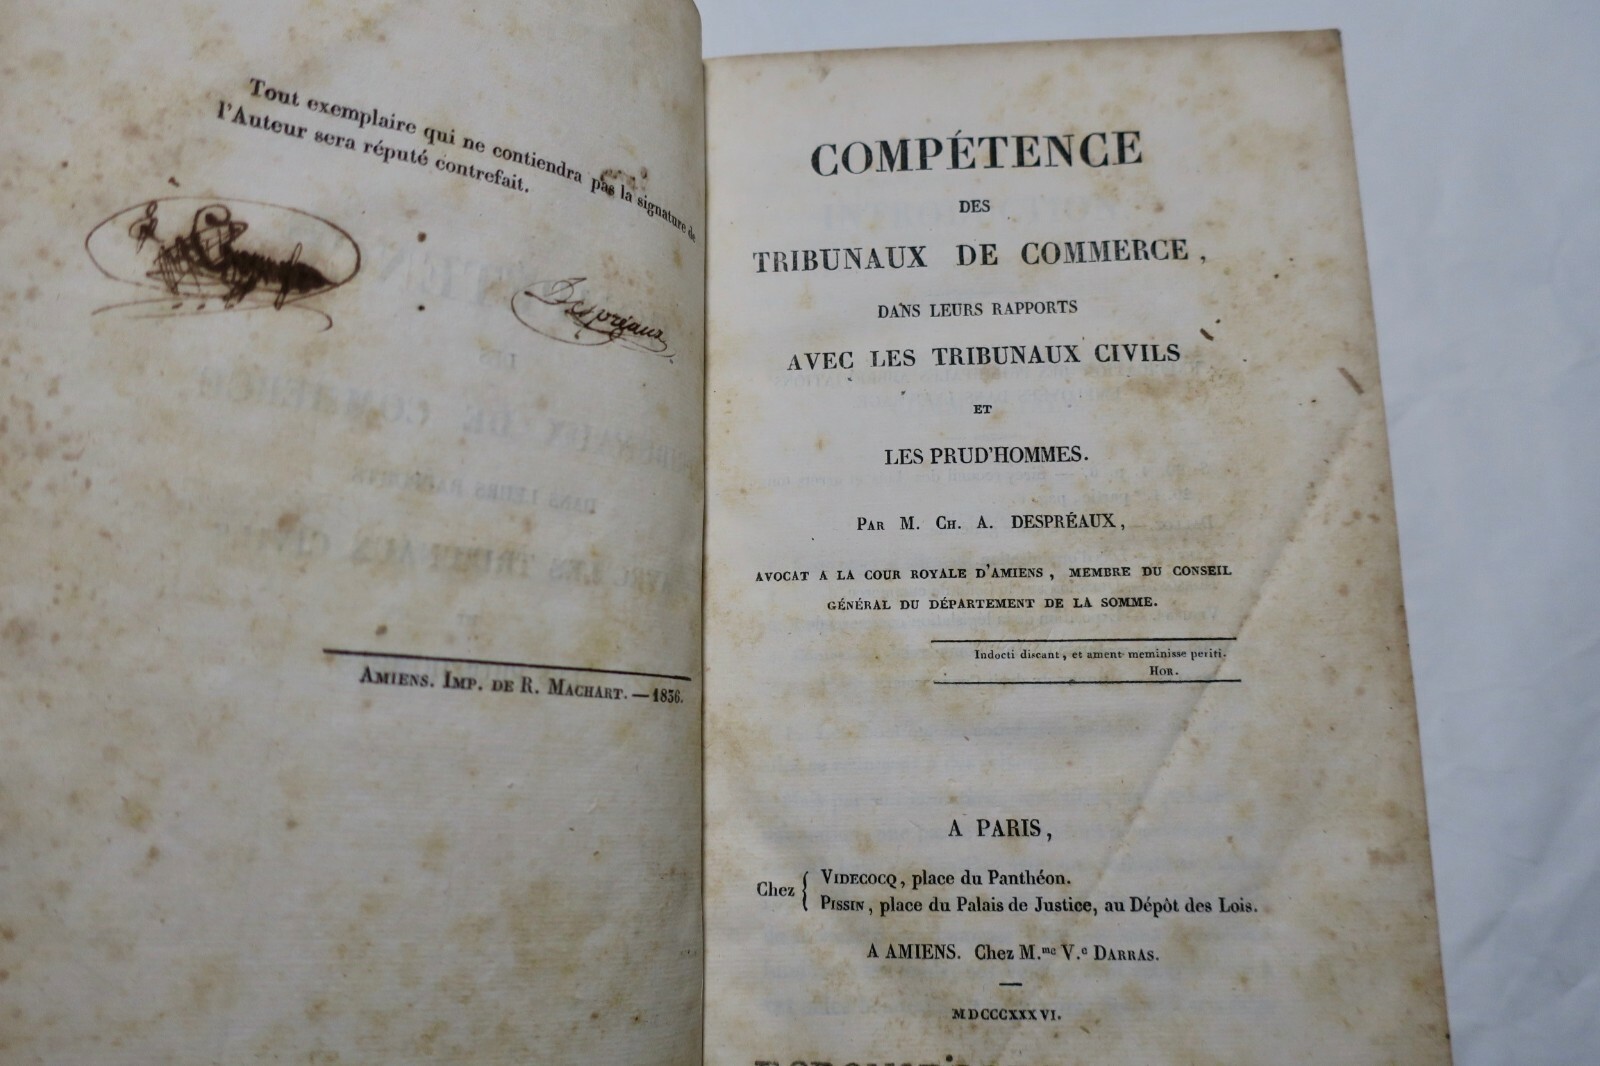 Tout exemplaire qui ne contiendra pas la signature de
l'Auteur sera réputé contrefait.
Despréaux
AMIENS. IMP. DE R. MACHART. — 1836.
COMPÉTENCE
DES
TRIBUNAUX DE COMMERCE,
DANS LEURS RAPPORTS
AVEC LES TRIBUNAUX CIVILS
ET
LES PRUD'HOMMES.
PAR M. CH. A. DESPRÉAUX,
AVOCAT A LA COUR ROYALE D'AMIENS, MEMBRE DU CONSEIL
GÉNÉRAL DU DÉPARTEMENT DE LA SOMME.
Indocti discant, et ament meminisse periti.
HOR.
A PARIS,
Chez { VIDECOCQ, place du Panthéon.
PISSIN, place du Palais de Justice, au Dépôt des Lois.
A AMIENS. Chez M.me V.e DARRAS.
MDCCCXXXVI.